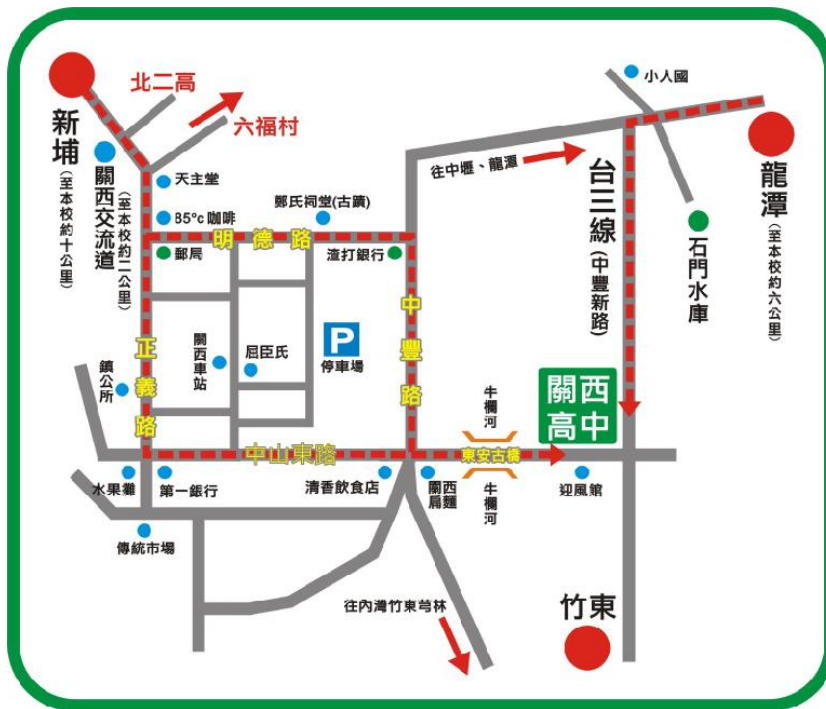 小人國
北二高
六福村
新埔
(至本校約十公里)
關西交流道
(至本校約二公里)
天主堂
85°c 咖啡
鄭氏祠堂(古蹟)
往中壢、龍潭
台三線
(中豐新路)
龍潭
(至本校約六公里)
石門水庫
明德路
郵局
渣打銀行
正義路
中豐路
關西車站
屈臣氏
P
停車場
鎮公所
牛欄河
關西
高中
中山東路
東安古橋
水果攤
第一銀行
清香飲食店
關西
扁麵
牛欄河
迎風館
傳統市場
往內灣竹東芎林
竹東